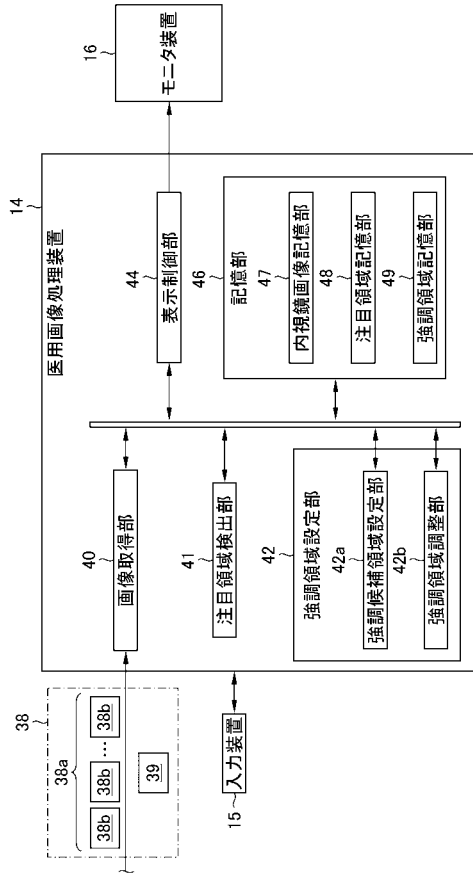 38
38a
38b 38b … 38b
39
15
入力装置
14
医用画像処理装置
40
画像取得部
41
注目領域検出部
42
強調領域設定部
42a
強調候補領域設定部
42b
強調領域調整部
44
表示制御部
46
記憶部
47
内視鏡画像記憶部
48
注目領域記憶部
49
強調領域記憶部
16
モニタ装置